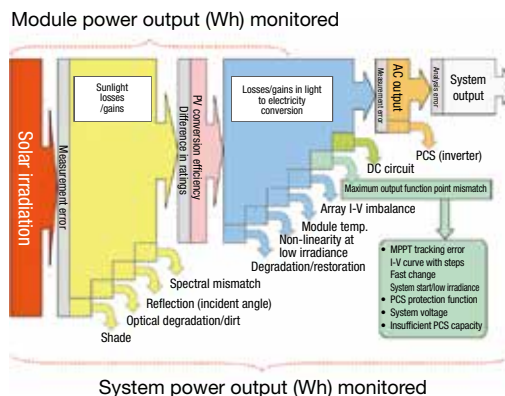 Module power output (Wh) monitored
Solar irradiation
Measurement error
Sunlight
losses
/gains
PV conversion efficiency
Difference in ratings
Losses/gains in light
to electricity
conversion
Measurement error
AC output
Analysis error
System
output
PCS (inverter)
DC circuit
Maximum output function point mismatch
Array I-V imbalance
Module temp.
Non-linearity at
low irradiance
Degradation/restoration
Spectral mismatch
Reflection (incident angle)
Optical degradation/dirt
Shade
• MPPT tracking error
I-V curve with steps
Fast change
System start/low irradiance
• PCS protection function
• System voltage
• Insufficient PCS capacity
System power output (Wh) monitored